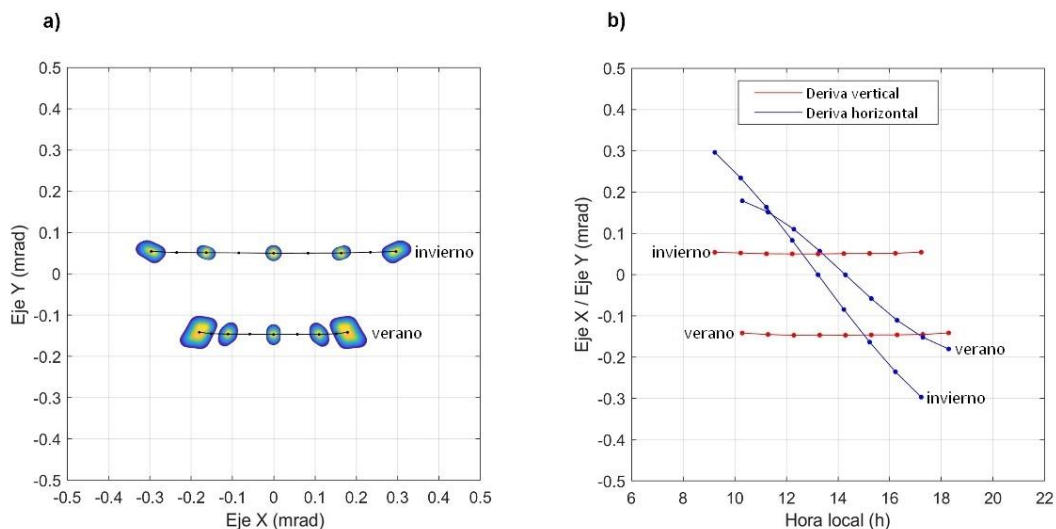 a)
0.5
0.4
0.3
0.2
0.1
0
-0.1
-0.2
-0.3
-0.4
-0.5
Eje Y (mrad)
invierno
verano
-0.5 -0.4 -0.3 -0.2 -0.1 0 0.1 0.2 0.3 0.4 0.5
Eje X (mrad)
b)
0.5
0.4
0.3
0.2
0.1
0
-0.1
-0.2
-0.3
-0.4
-0.5
Eje X / Eje Y (mrad)
Deriva vertical
Deriva horizontal
invierno
verano
verano
invierno
6 8 10 12 14 16 18 20 22
Hora local (h)